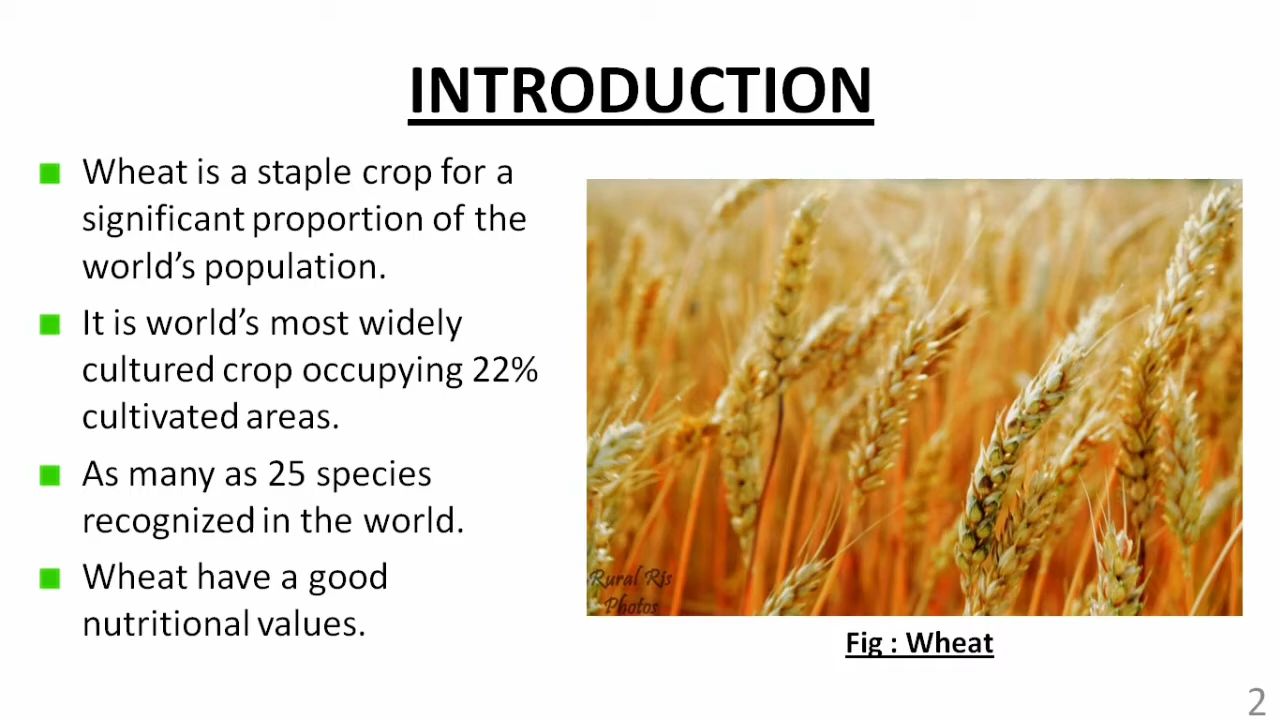 INTRODUCTION
Wheat is a staple crop for a
significant proportion of the
world’s population.
It is world’s most widely
cultured crop occupying 22%
cultivated areas.
As many as 25 species
recognized in the world.
Wheat have a good
nutritional values.
Rural Ris
Photos
Fig : Wheat
2